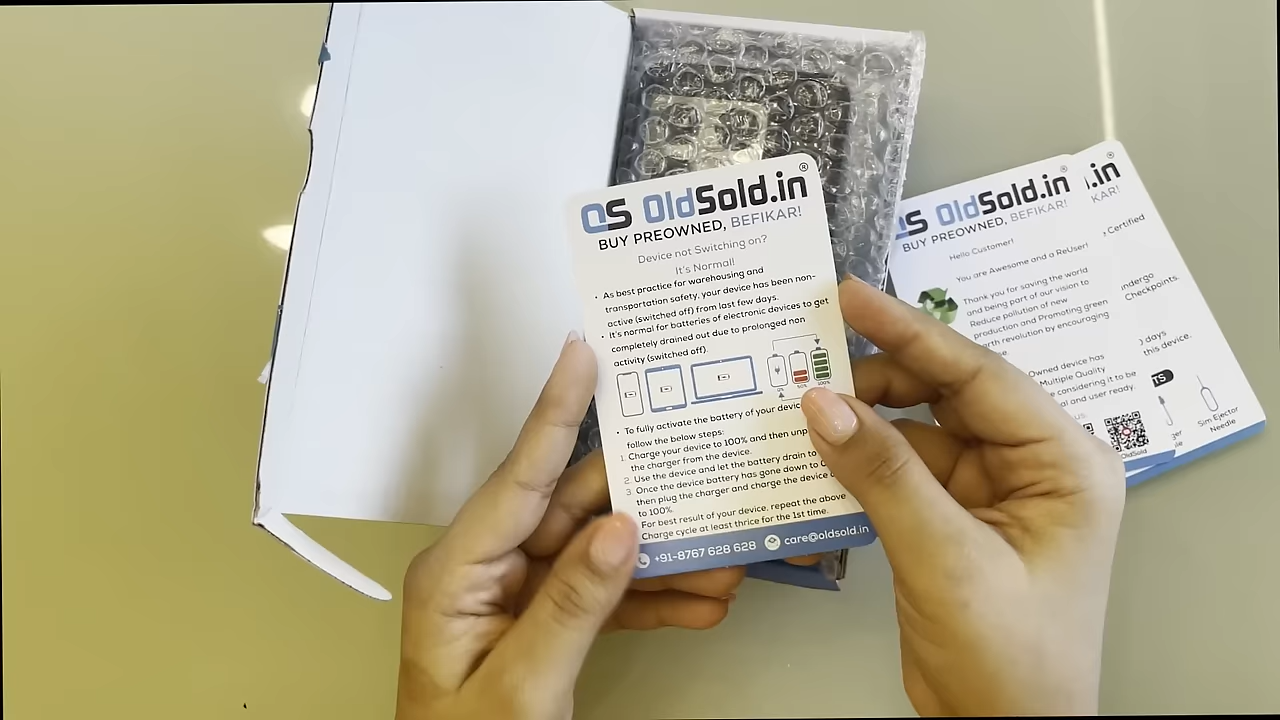 OS OldSold.in®
BUY PREOWNED, BEFIKAR!
Device not Switching on?
It's Normal!
• As best practice for warehousing and
transportation safety, your device has been non-
active (switched off) from last few days.
• It's normal for batteries of electronic devices to get
completely drained out due to prolonged non
activity (switched off).
0% 50% 100%
• To fully activate the battery of your device
follow the below steps:
1. Charge your device to 100% and then
the charger from the device.
2. Use the device and let the battery drain to
3. Once the device battery has gone down to
then plug the charger and charge the device
to 100%.
For best result of your device, repeat the above
Charge cycle at least thrice for the 1st time.
+91-8767 628 628 care@oldsold.in
OldSold.in®
BUY PREOWNED, BEFIKAR!
Hello Customer!
You are Awesome and a ReUser!
Thank you for saving the world
and being part of our vision to
Reduce pollution of new
production and Promoting green
revolution by encouraging
Owned device has
Multiple Quality
considering it to be
and user ready.
OldSold
.in®
KAR!
Certified
Checkpoints.
days
this device.
Sim Ejector
Needle